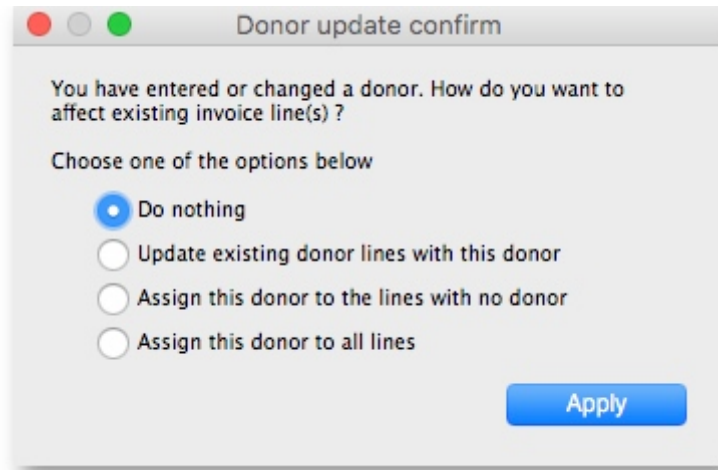 Donor update confirm
You have entered or changed a donor. How do you want to
affect existing invoice line(s) ?
Choose one of the options below
Do nothing
Update existing donor lines with this donor
Assign this donor to the lines with no donor
Assign this donor to all lines
Apply